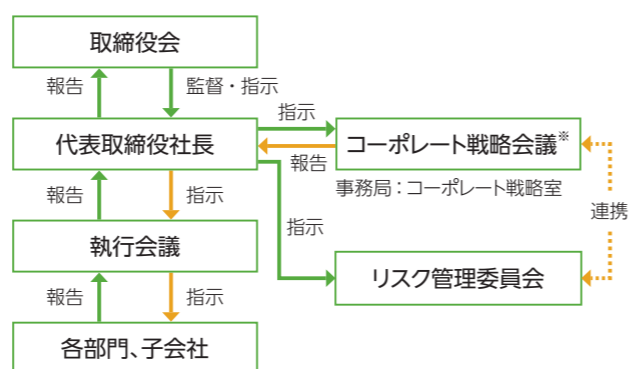 取締役会
報告
監督・指示
指示
代表取締役社長
コーポレート戦略会議※
報告
事務局：コーポレート戦略室
報告
指示
指示
連携
執行会議
リスク管理委員会
報告
指示
各部門、子会社